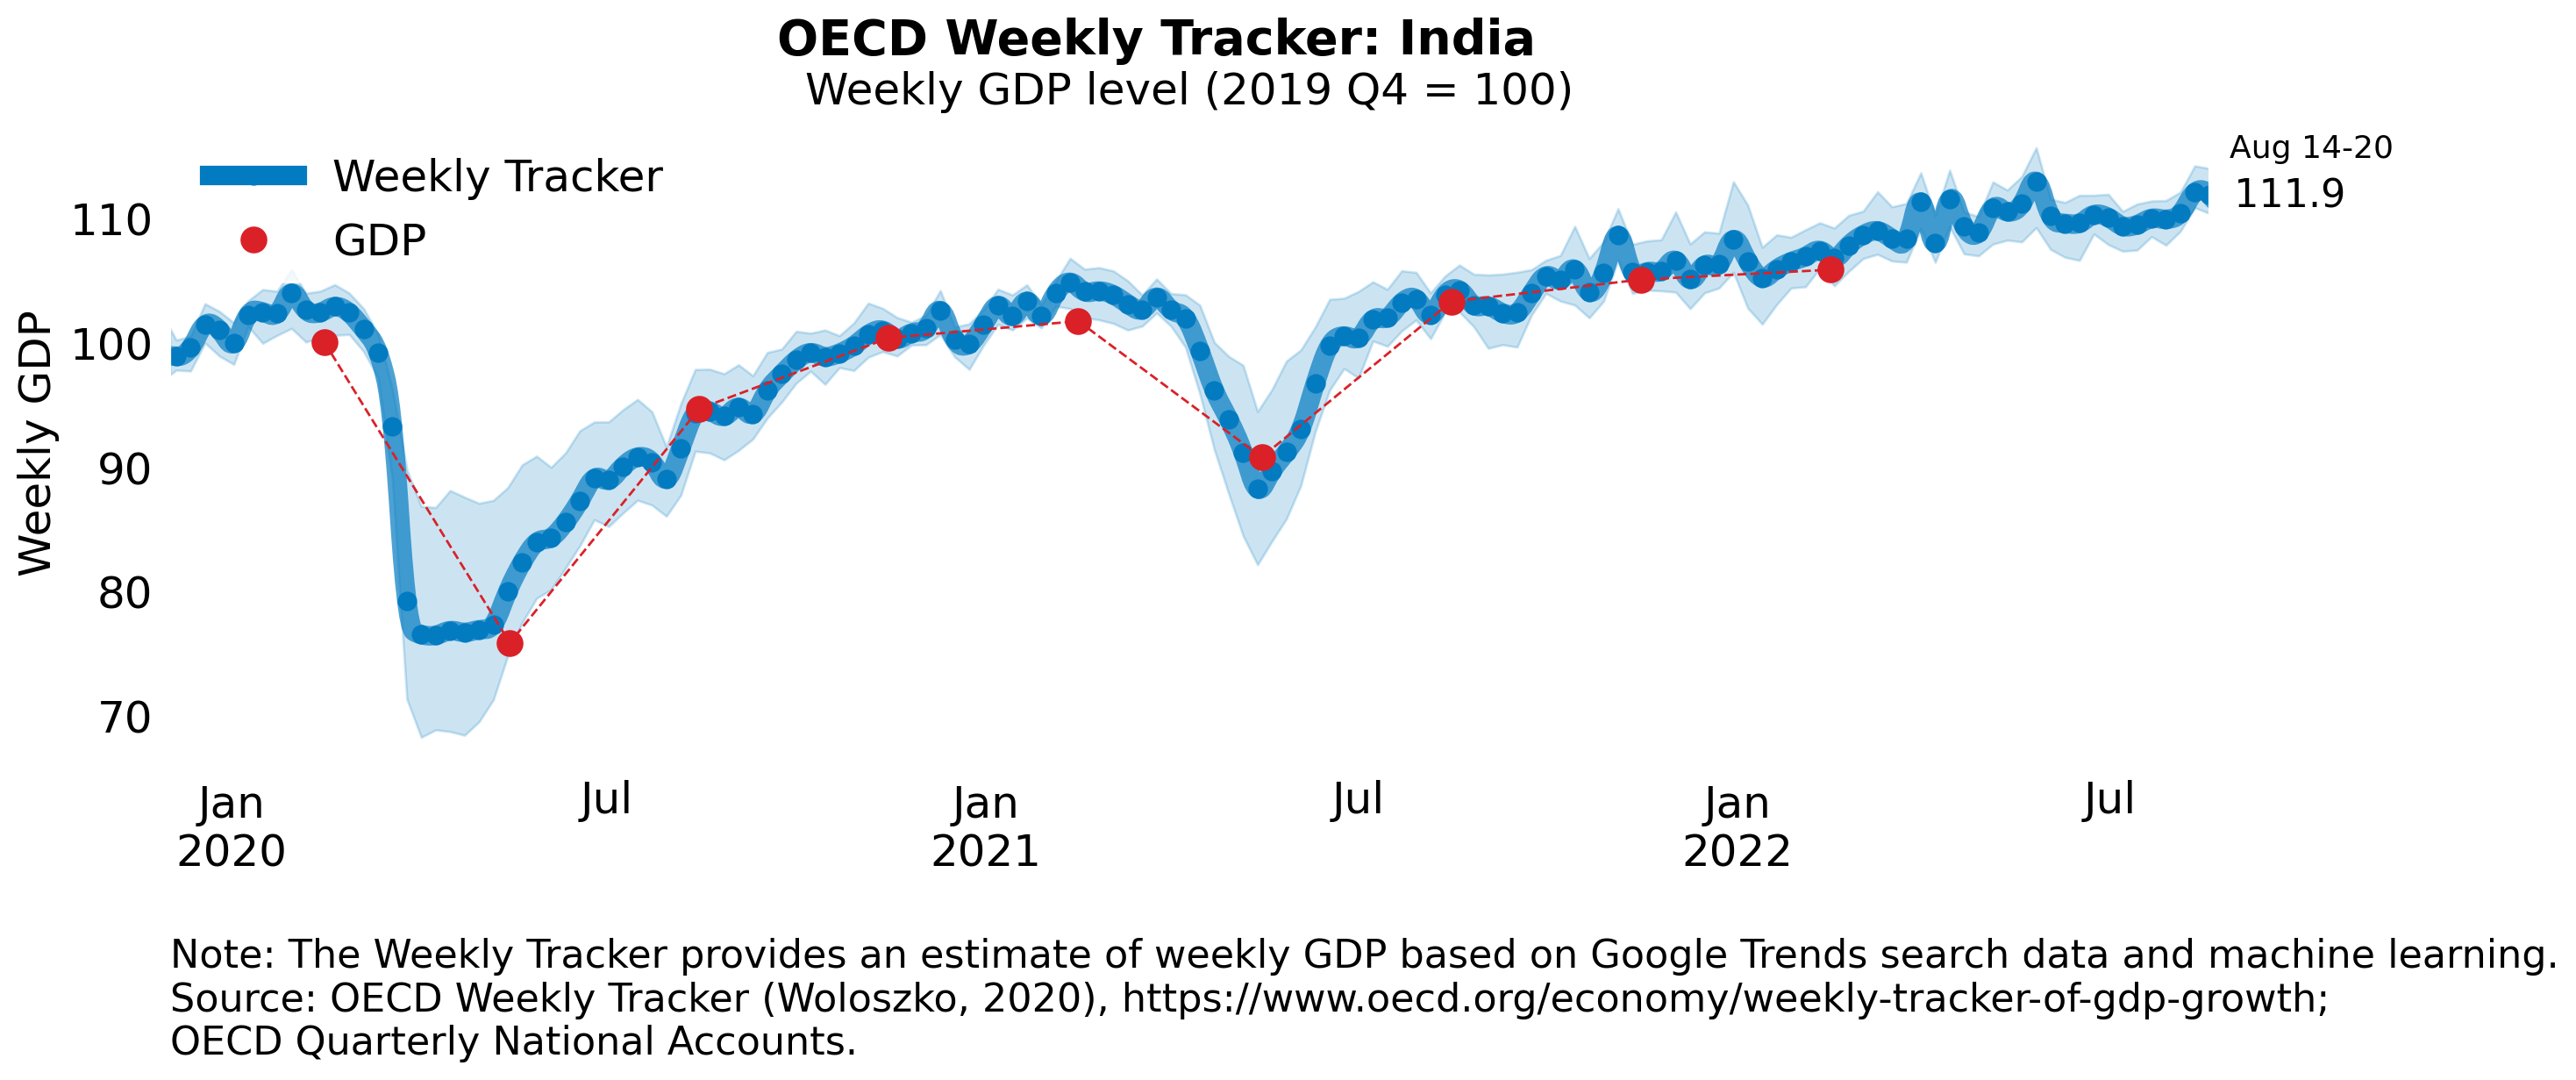 OECD Weekly Tracker: India
Weekly GDP level (2019 Q4 = 100)
Weekly Tracker
GDP
Aug 14-20
111.9
Weekly GDP
110
100
90
80
70
Jan
2020
Jul
Jan
2021
Jul
Jan
2022
Jul
Note: The Weekly Tracker provides an estimate of weekly GDP based on Google Trends search data and machine learning.
Source: OECD Weekly Tracker (Woloszko, 2020), https://www.oecd.org/economy/weekly-tracker-of-gdp-growth;
OECD Quarterly National Accounts.